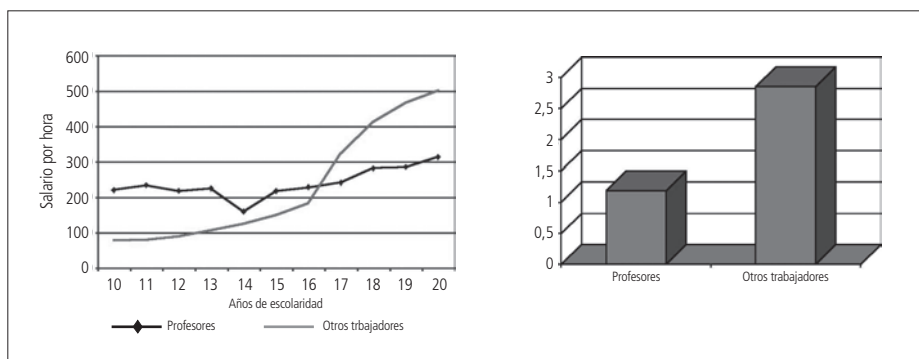 600
500
400
300
200
100
0
Salario por hora
10 11 12 13 14 15 16 17 18 19 20
Años de escolaridad
Profesores Otros trbajadores
3
2,5
2
1,5
1
0,5
0
Profesores Otros trabajadores